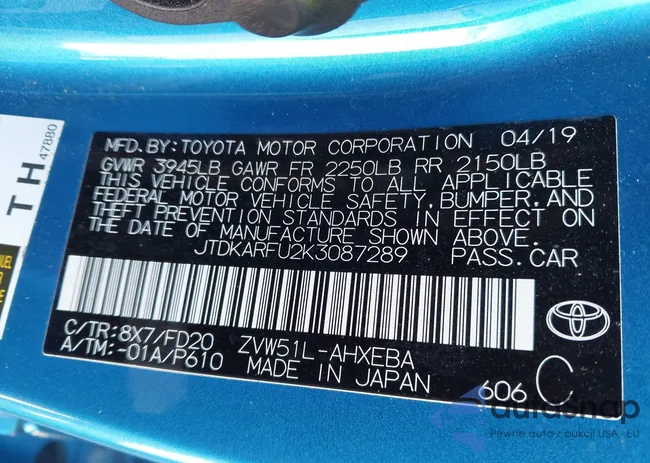 MFD. BY: TOYOTA MOTOR CORPORATION 04/19
GVWR 3945LB GAWR FR 2250LB RR 2150LB
THIS VEHICLE CONFORMS TO ALL APPLICABLE
FEDERAL MOTOR VEHICLE SAFETY, BUMPER, AND
THEFT PREVENTION STANDARDS IN EFFECT ON
THE DATE OF MANUFACTURE SHOWN ABOVE.
JTDKARFU2K3087289 PASS. CAR
C/TR: 8X7/FD20 ZVW51L-AHXEBA
A/TM: -01A/P610 MADE IN JAPAN
606 C
TH
47880
autasnap
Pewne auta z aukcji USA - EU